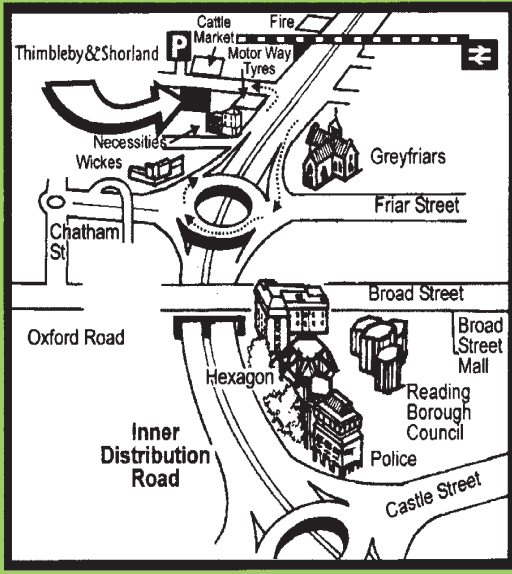 Cattle
Market
Fire
Thimbleby & Shorland
P
Motor Way
Tyres
Necessities
Wickes
Greyfriars
Friar Street
Chatham
St
Broad Street
Oxford Road
Broad
Street
Mall
Hexagon
Reading
Borough
Council
Inner
Distribution
Road
Police
Castle Street